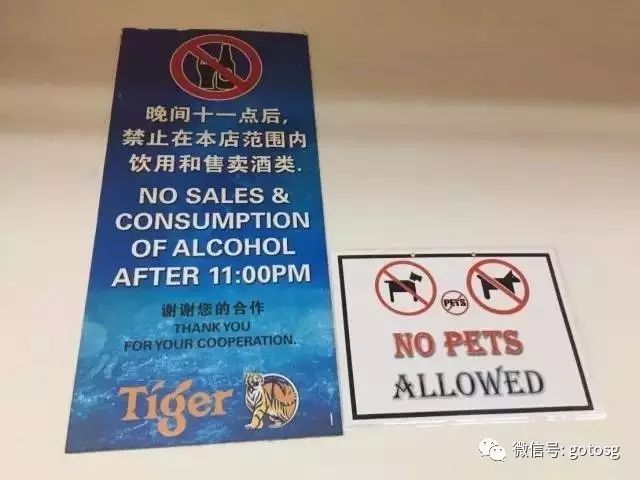 晚间十一点后,
禁止在本店范围内
饮用和售卖酒类.
NO SALES &
CONSUMPTION
OF ALCOHOL
AFTER 11:00PM
谢谢您的合作
THANK YOU
FOR YOUR COOPERATION.
Tiger
PETS
NO PETS
ALLOWED
微信号: gotosg